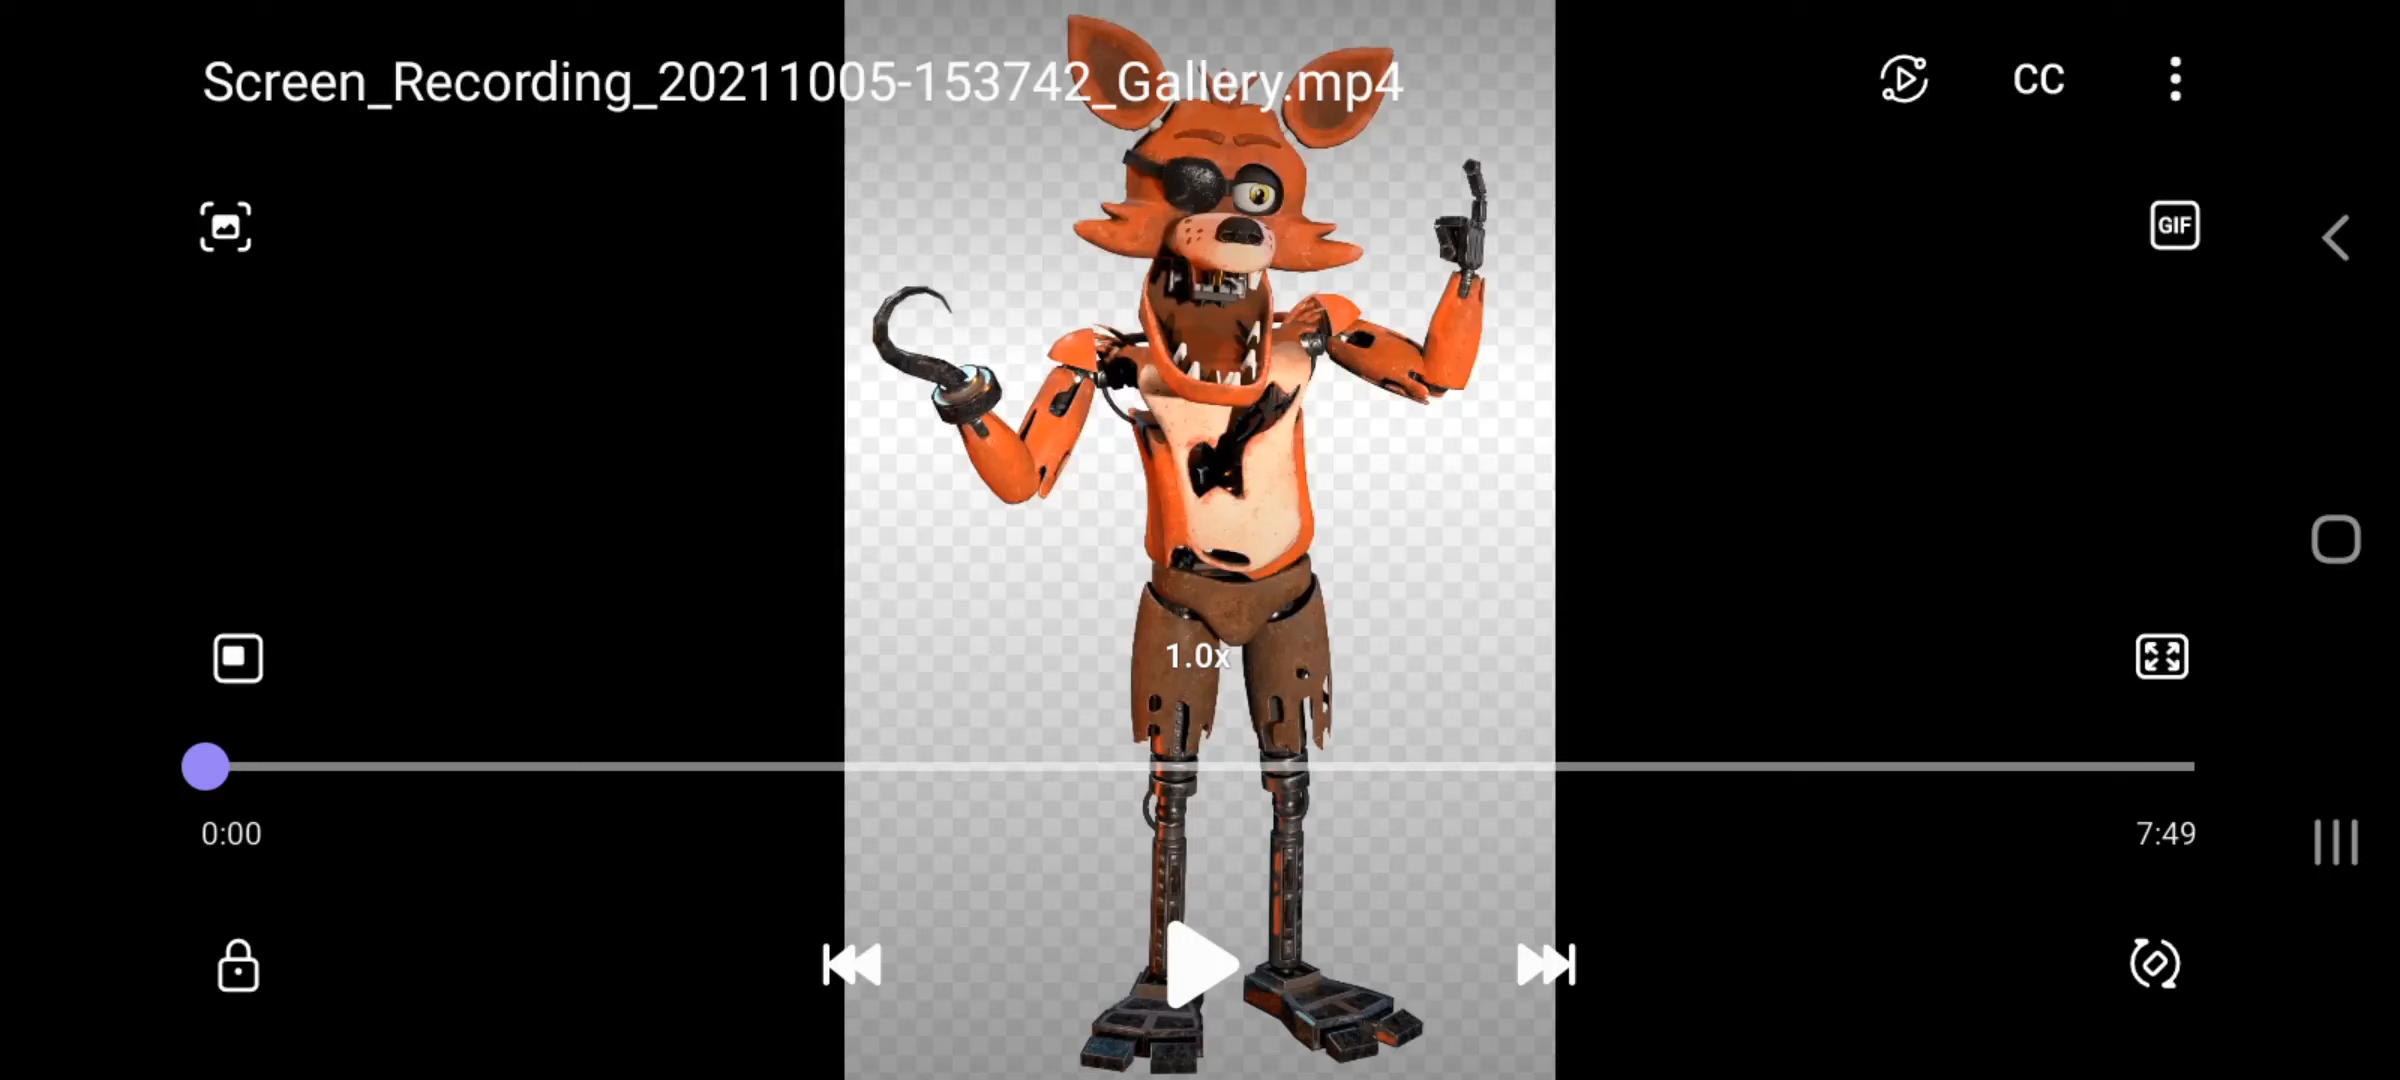 Screen_Recording_20211005-153742_Gallery.mp4
CC
GIF
1.0x
0:00
7:49